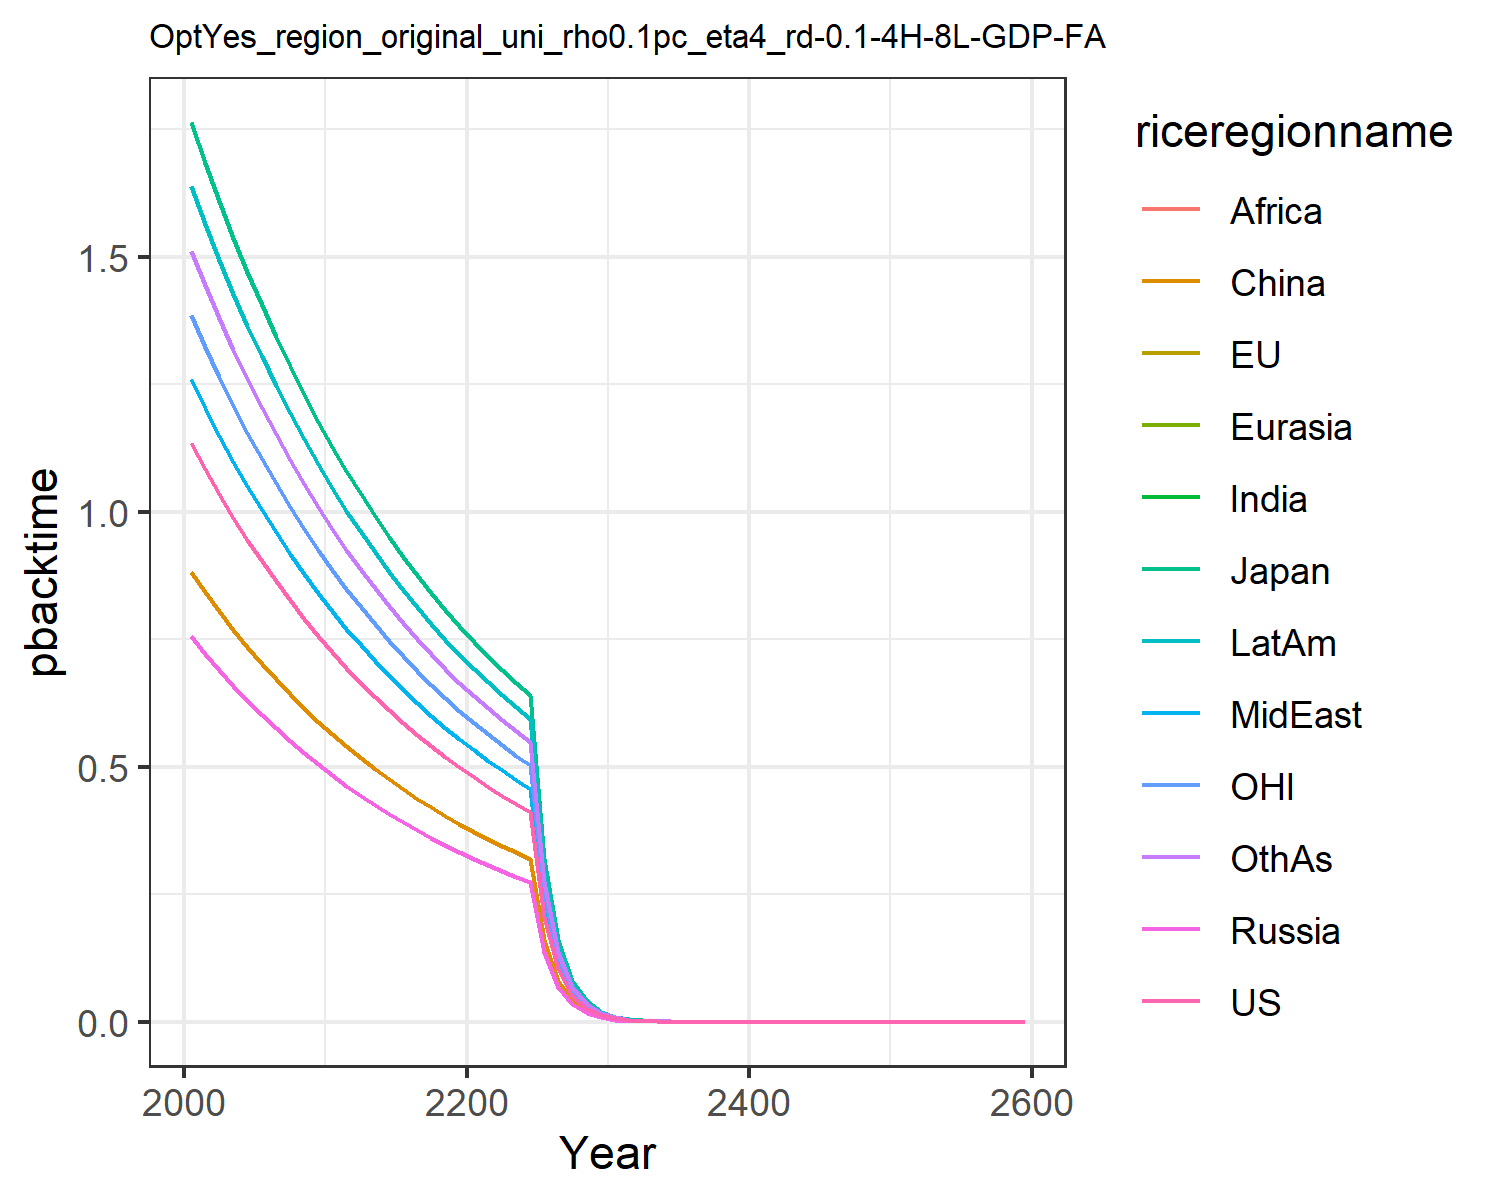 OptYes_region_original_uni_rho0.1pc_eta4_rd-0.1-4H-8L-GDP-FA
riceregionname
Africa
China
EU
Eurasia
India
Japan
LatAm
MidEast
OHI
OthAs
Russia
US
pbacktime
1.5
1.0
0.5
0.0
2000 2200 2400 2600
Year